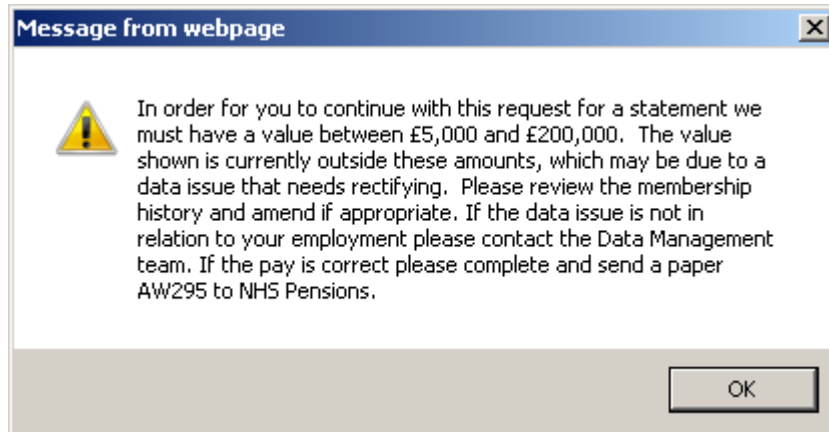 Message from webpage
In order for you to continue with this request for a statement we
must have a value between £5,000 and £200,000.  The value
shown is currently outside these amounts, which may be due to a
data issue that needs rectifying.  Please review the membership
history and amend if appropriate. If the data issue is not in
relation to your employment please contact the Data Management
team. If the pay is correct please complete and send a paper
AW295 to NHS Pensions.
OK